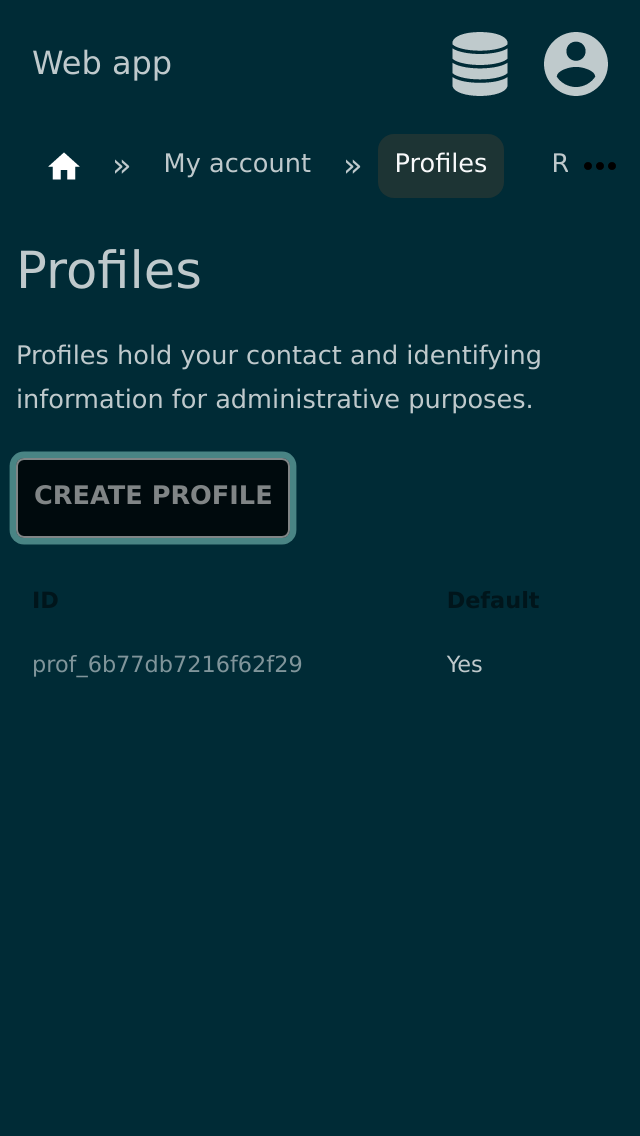 Web app
» My account » Profiles R •••
Profiles
Profiles hold your contact and identifying
information for administrative purposes.
CREATE PROFILE
ID Default
prof_6b77db7216f62f29 Yes